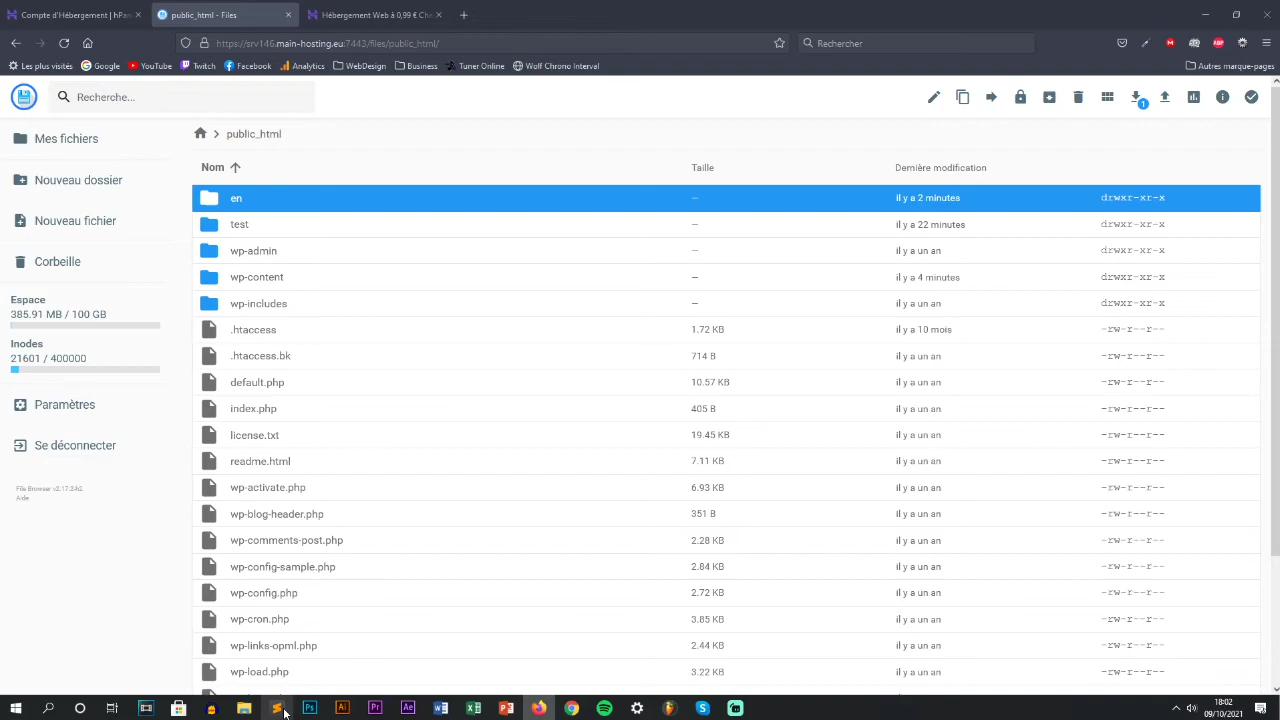 Compte d'Hébergement | hPan
public_html - Files
Hébergement Web à 0,99 € Che
https://srv146.main-hosting.eu:7443/files/public_html/
Rechercher
Les plus visités
Google
YouTube
Twitch
Facebook
Analytics
WebDesign
Business
Tuner Online
Wolf Chrono Interval
Autres marque-pages
Recherche...
1
Mes fichiers
Nouveau dossier
Nouveau fichier
Corbeille
Espace
385.91 MB / 100 GB
Inodes
21601 / 400000
Paramètres
Se déconnecter
File Browser v2.17.2-h2
Aide
public_html
Nom Taille Dernière modification
en — il y a 2 minutes drwxr-xr-x
test — il y a 22 minutes drwxr-xr-x
wp-admin — il y a un an drwxr-xr-x
wp-content — il y a 4 minutes drwxr-xr-x
wp-includes — il y a un an drwxr-xr-x
.htaccess 1.72 KB il y a 10 mois -rw-r--r--
.htaccess.bk 714 B il y a un an -rw-r--r--
default.php 10.57 KB il y a un an -rw-r--r--
index.php 405 B il y a un an -rw-r--r--
license.txt 19.45 KB il y a un an -rw-r--r--
readme.html 7.11 KB il y a un an -rw-r--r--
wp-activate.php 6.93 KB il y a un an -rw-r--r--
wp-blog-header.php 351 B il y a un an -rw-r--r--
wp-comments-post.php 2.28 KB il y a un an -rw-r--r--
wp-config-sample.php 2.84 KB il y a un an -rw-r--r--
wp-config.php 2.72 KB il y a un an -rw-r--r--
wp-cron.php 3.85 KB il y a un an -rw-r--r--
wp-links-opml.php 2.44 KB il y a un an -rw-r--r--
wp-load.php 3.22 KB il y a un an -rw-r--r--
18:02
09/10/2021